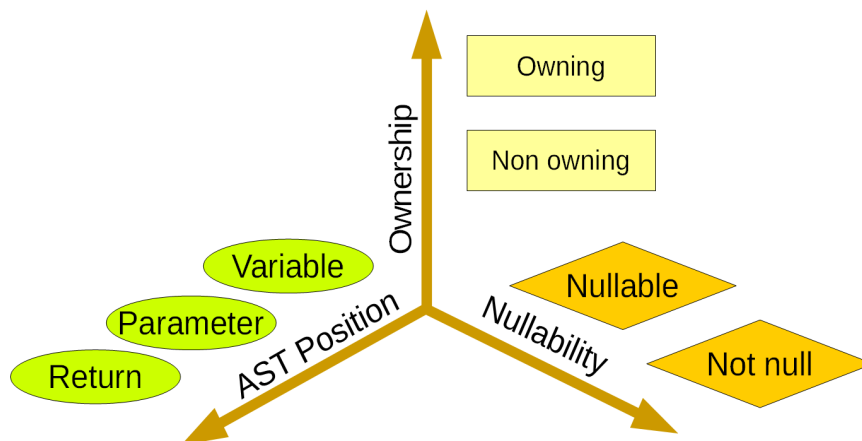 Owning
Non owning
Ownership
Variable
Parameter
Return
AST Position
Nullability
Nullable
Not null